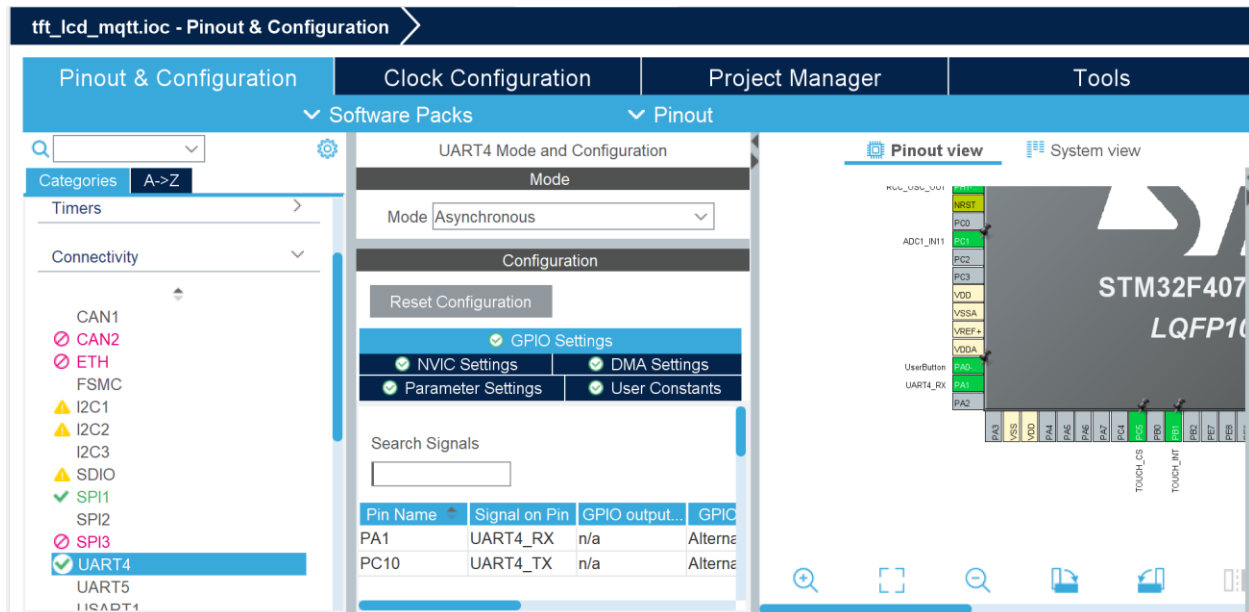 tft_lcd_mqtt.ioc - Pinout & Configuration
Pinout & Configuration
Clock Configuration
Project Manager
Tools
Software Packs
Pinout
Categories
A->Z
Timers
Connectivity
CAN1
CAN2
ETH
FSMC
I2C1
I2C2
I2C3
SDIO
SPI1
SPI2
SPI3
UART4
UART5
USART1
UART4 Mode and Configuration
Mode
Mode Asynchronous
Configuration
Reset Configuration
GPIO Settings
NVIC Settings
DMA Settings
Parameter Settings
User Constants
Search Signals
Pin Name Signal on Pin GPIO output... GPIO
PA1 UART4_RX n/a Alterna
PC10 UART4_TX n/a Alterna
Pinout view
System view
RCC_OSC_OUT PH1-
NRST
PC0
ADC1_IN11 PC1
PC2
PC3
VDD
VSSA
VREF+
VDDA
UserButton PA0-
UART4_RX PA1
PA2
STM32F407
LQFP10
PA3
VSS
VDD
PA4
PA5
PA6
PA7
PC4
PC5
PB0
PB1
PB2
PE7
PE8
TOUCH_CS
TOUCH_INT